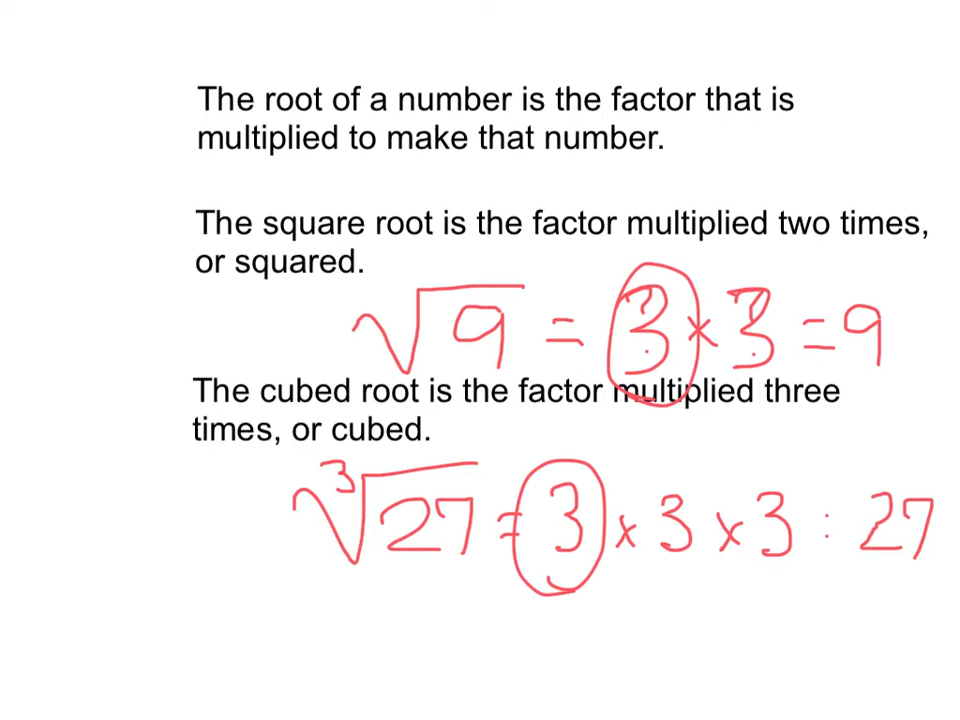 The root of a number is the factor that is
multiplied to make that number.
The square root is the factor multiplied two times,
or squared.
√9 = 3 × 3 = 9
The cubed root is the factor multiplied three
times, or cubed.
∛27 = 3 × 3 × 3 : 27